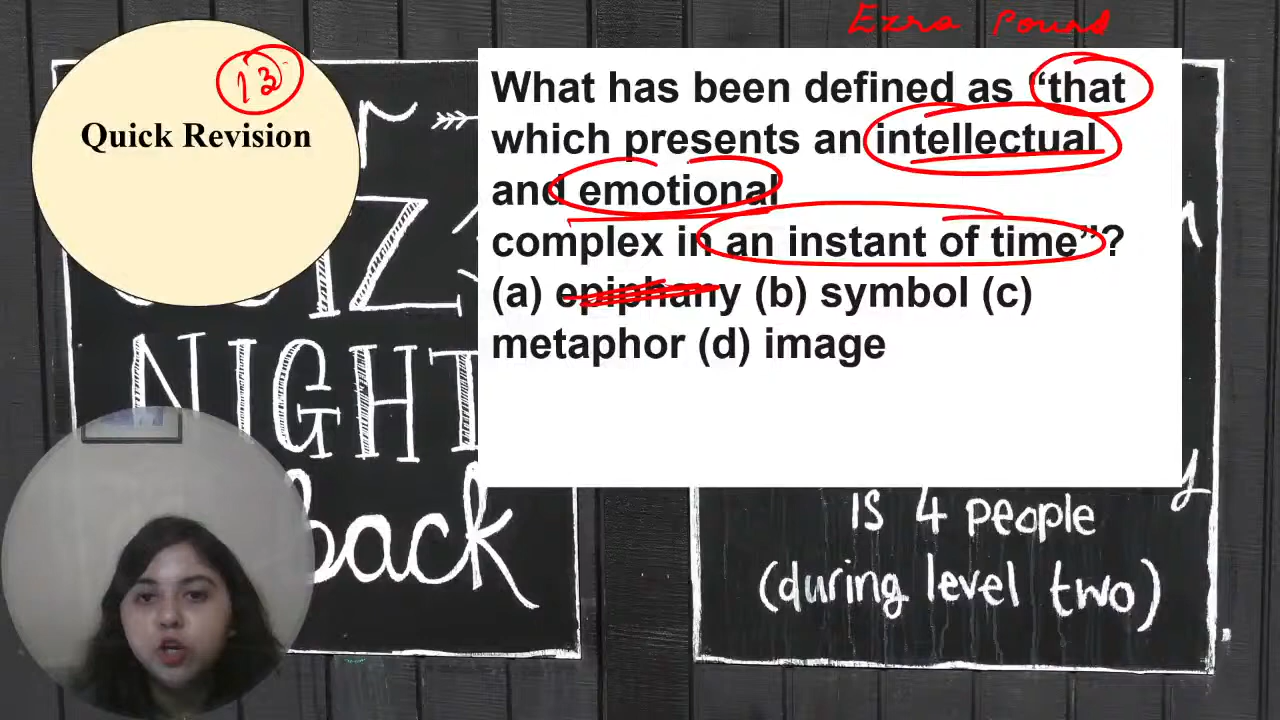 Ezra Pound
13
Quick Revision
What has been defined as “that
which presents an intellectual
and emotional
complex in an instant of time”?
(a) epiphany (b) symbol (c)
metaphor (d) image
NIGHT
back
is 4 people
(during level two)